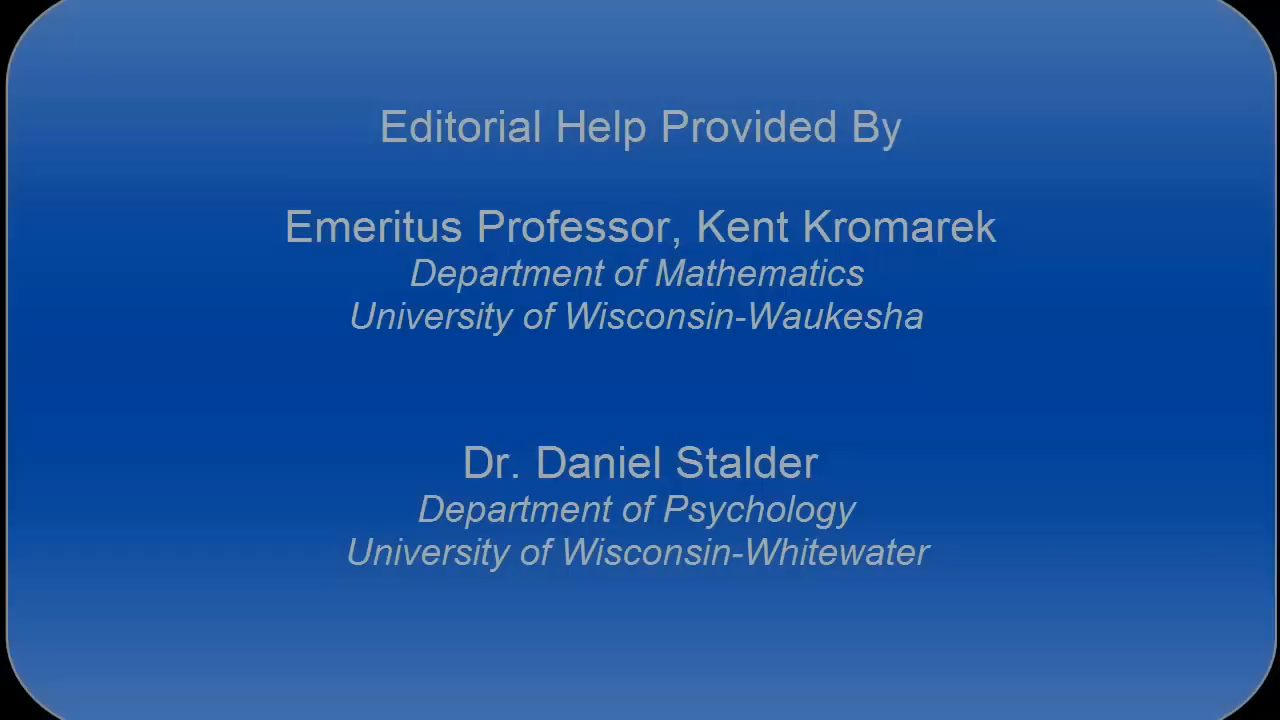 Editorial Help Provided By
Emeritus Professor, Kent Kromarek
Department of Mathematics
University of Wisconsin-Waukesha
Dr. Daniel Stalder
Department of Psychology
University of Wisconsin-Whitewater